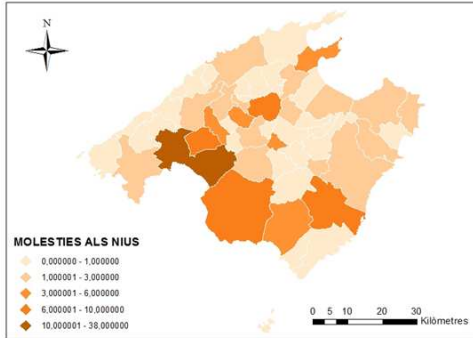 N
MOLESTIES ALS NIUS
0,000000 - 1,000000
1,000001 - 3,000000
3,000001 - 6,000000
6,000001 - 10,000000
10,000001 - 38,000000
0 5 10 20 30
Kilòmetres